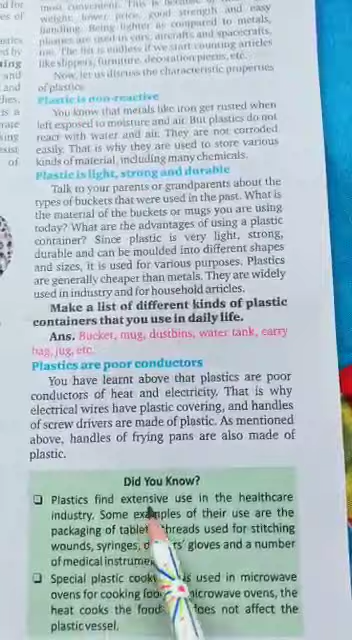 most convenient. This is because of
weight, lower price, good strength and easy
handling. Being lighter as compared to metals,
plastics are used in cars, aircrafts and spacecrafts,
too. The list is endless if we start counting articles
like slippers, furniture, decoration pieces, etc.
Now, let us discuss the characteristic properties
of plastics.
Plastic is non-reactive
You know that metals like iron get rusted when
left exposed to moisture and air. But plastics do not
react with water and air. They are not corroded
easily. That is why they are used to store various
kinds of material, including many chemicals.
Plastic is light, strong and durable
Talk to your parents or grandparents about the
types of buckets that were used in the past. What is
the material of the buckets or mugs you are using
today? What are the advantages of using a plastic
container? Since plastic is very light, strong,
durable and can be moulded into different shapes
and sizes, it is used for various purposes. Plastics
are generally cheaper than metals. They are widely
used in industry and for household articles.
Make a list of different kinds of plastic
containers that you use in daily life.
Ans. Bucket, mug, dustbins, water tank, carry
bag, jug, etc.
Plastics are poor conductors
You have learnt above that plastics are poor
conductors of heat and electricity. That is why
electrical wires have plastic covering, and handles
of screw drivers are made of plastic. As mentioned
above, handles of frying pans are also made of
plastic.
Did You Know?
❑ Plastics find extensive use in the healthcare
industry. Some examples of their use are the
packaging of tablet threads used for stitching
wounds, syringes, gloves and a number
of medical
❑ Special plastic used in microwave
ovens for cooking microwave ovens, the
heat cooks the food does not affect the
plastic vessel.